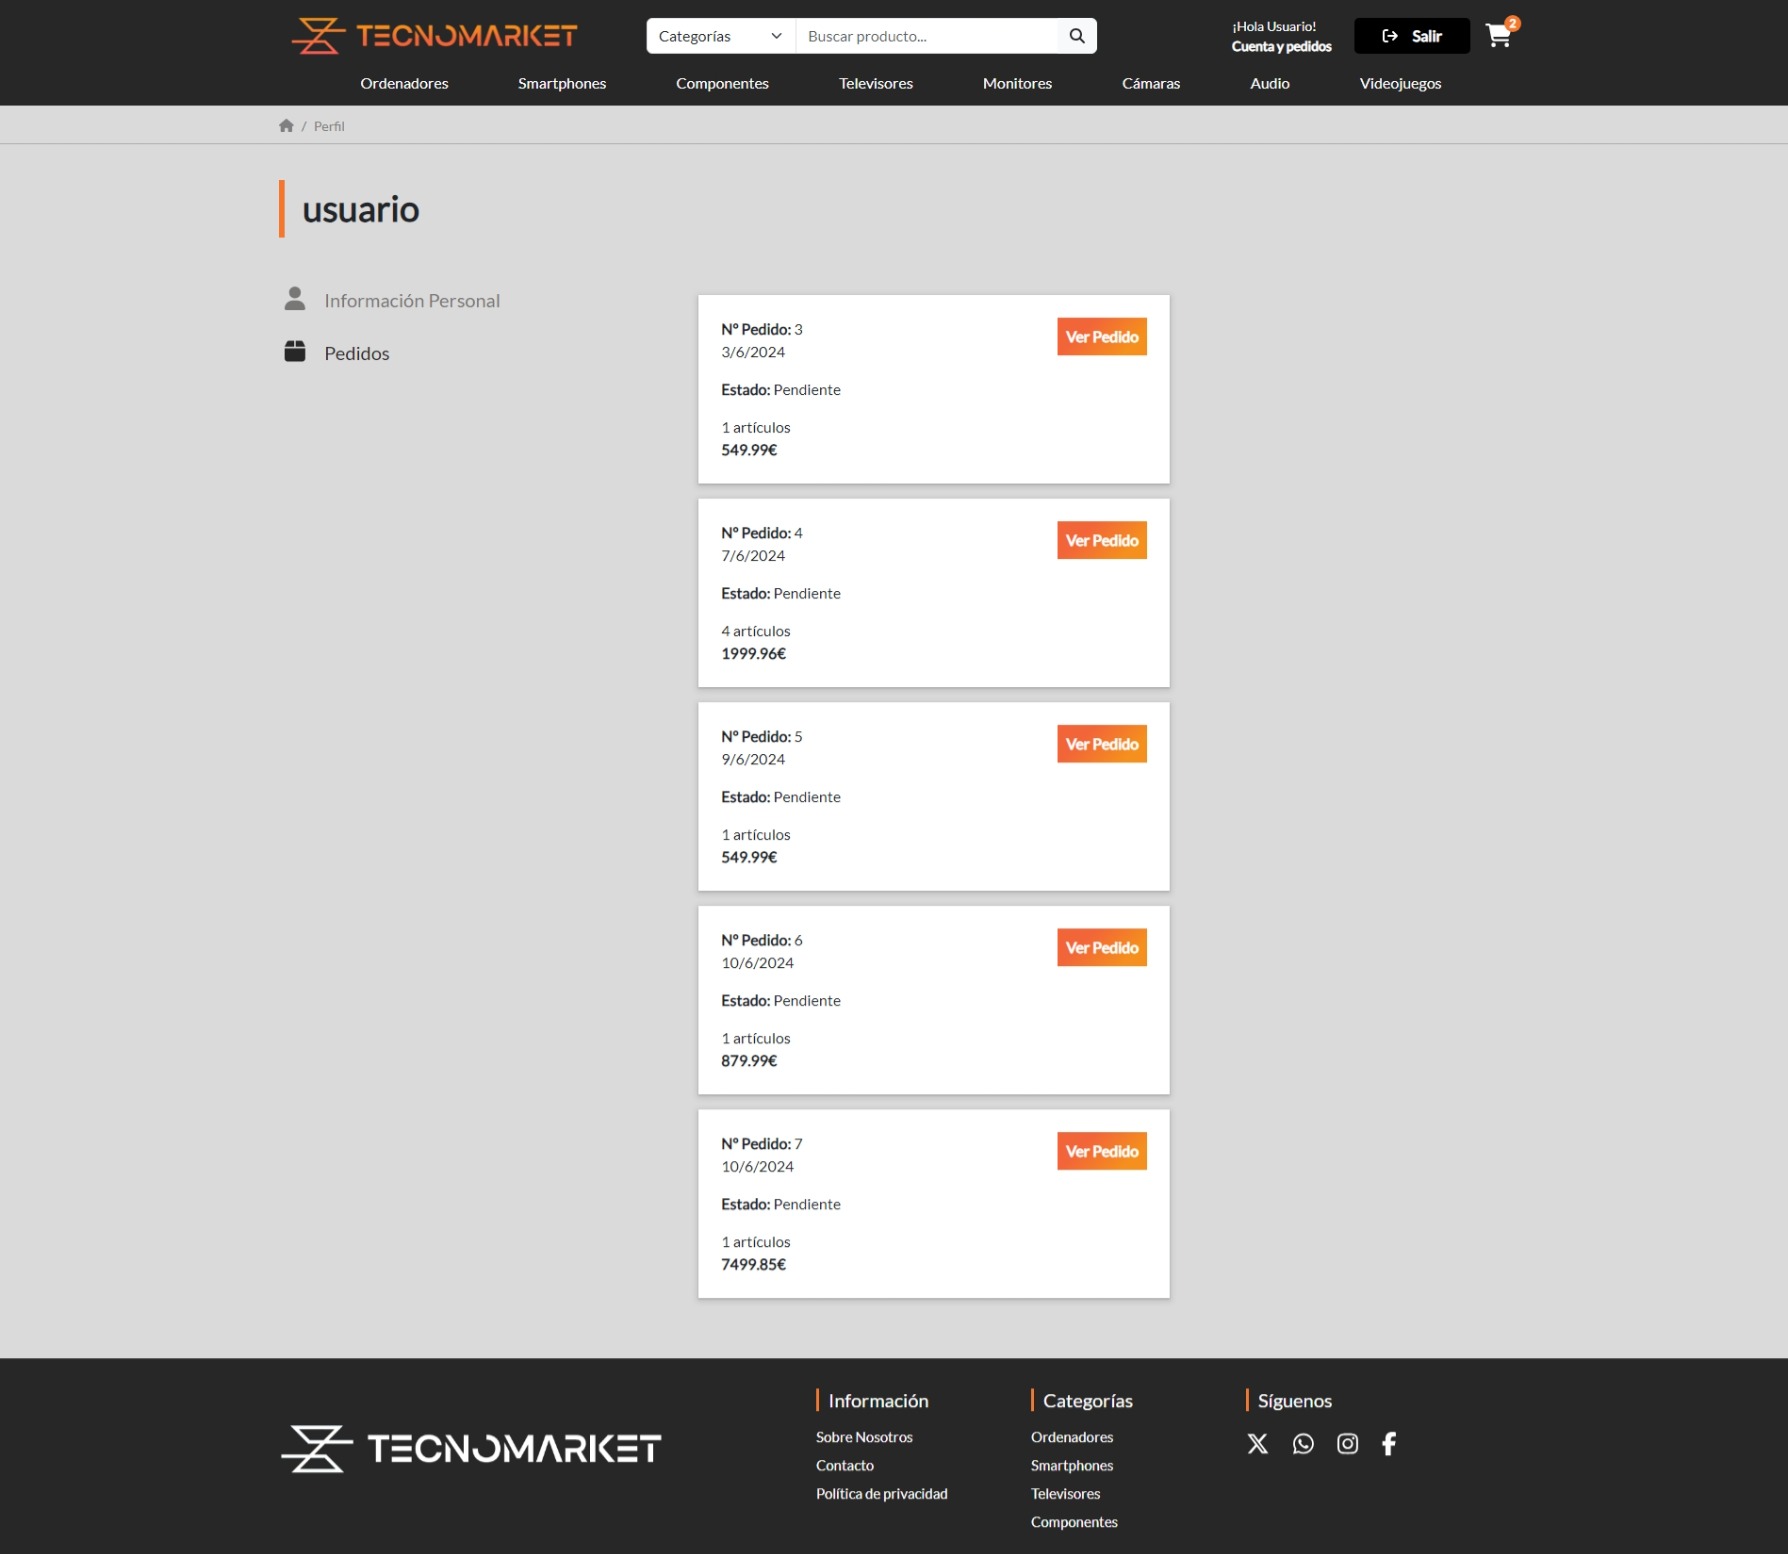 TECNOMARKET
Categorías
Buscar producto...
¡Hola Usuario!
Cuenta y pedidos
Salir
2
Ordenadores
Smartphones
Componentes
Televisores
Monitores
Cámaras
Audio
Videojuegos
/ Perfil
usuario
Información Personal
Pedidos
Nº Pedido: 3
Ver Pedido
3/6/2024
Estado: Pendiente
1 artículos
549.99€
Nº Pedido: 4
Ver Pedido
7/6/2024
Estado: Pendiente
4 artículos
1999.96€
Nº Pedido: 5
Ver Pedido
9/6/2024
Estado: Pendiente
1 artículos
549.99€
Nº Pedido: 6
Ver Pedido
10/6/2024
Estado: Pendiente
1 artículos
879.99€
Nº Pedido: 7
Ver Pedido
10/6/2024
Estado: Pendiente
1 artículos
7499.85€
TECNOMARKET
Información
Sobre Nosotros
Contacto
Política de privacidad
Categorías
Ordenadores
Smartphones
Televisores
Componentes
Síguenos